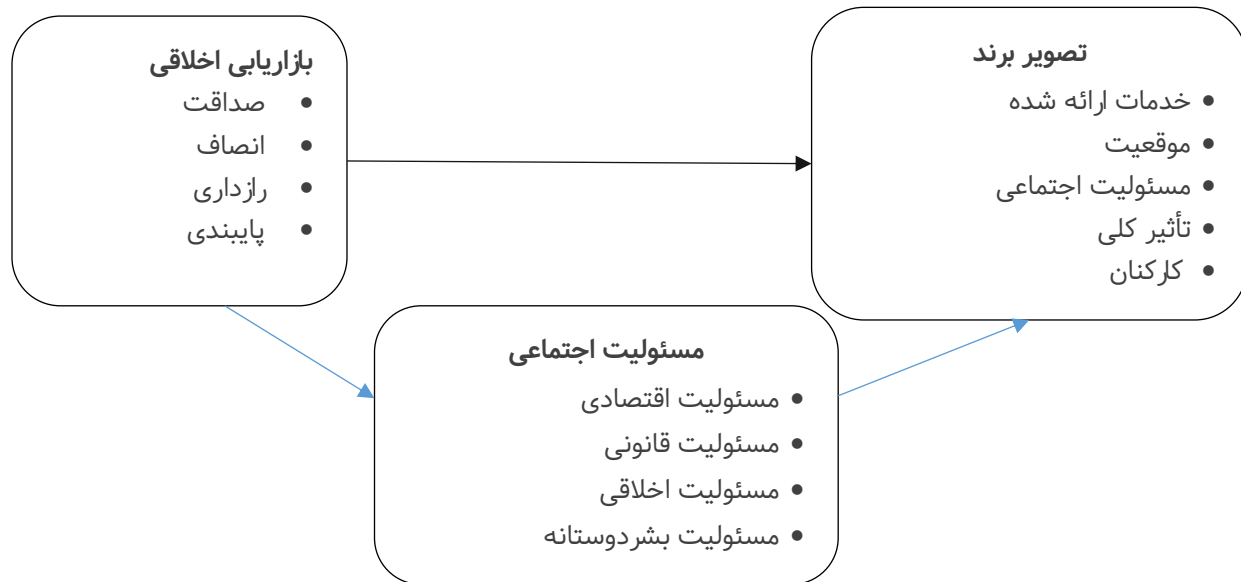 بازاریابی اخلاقی
• صداقت
• انصاف
• رازداری
• پایبندی
تصویر برند
• خدمات ارائه شده
• موقعیت
• مسئولیت اجتماعی
• تأثیر کلی
• کارکنان
مسئولیت اجتماعی
• مسئولیت اقتصادی
• مسئولیت قانونی
• مسئولیت اخلاقی
• مسئولیت بشردوستانه